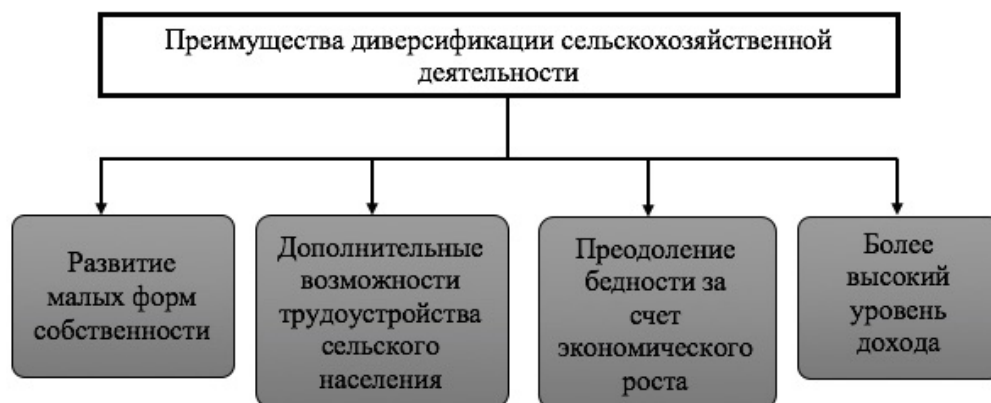 Преимущества диверсификации сельскохозяйственной
деятельности
Развитие
малых форм
собственности
Дополнительные
возможности
трудоустройства
сельского
населения
Преодоление
бедности за
счет
экономического
роста
Более
высокий
уровень
дохода